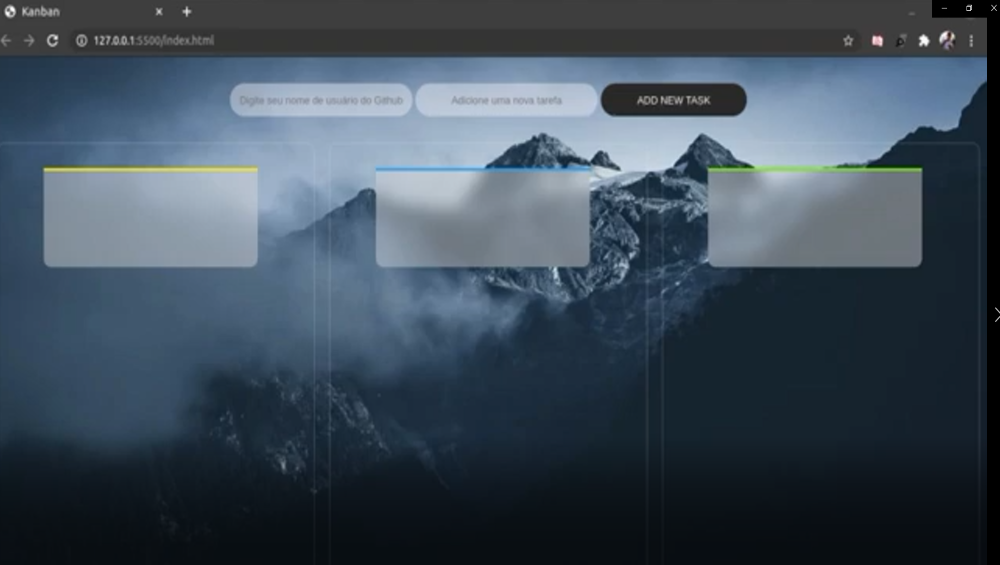 Kanban
127.0.0.1:5500/index.html
Digite seu nome de usuário do Github
Adicione uma nova tarefa
ADD NEW TASK